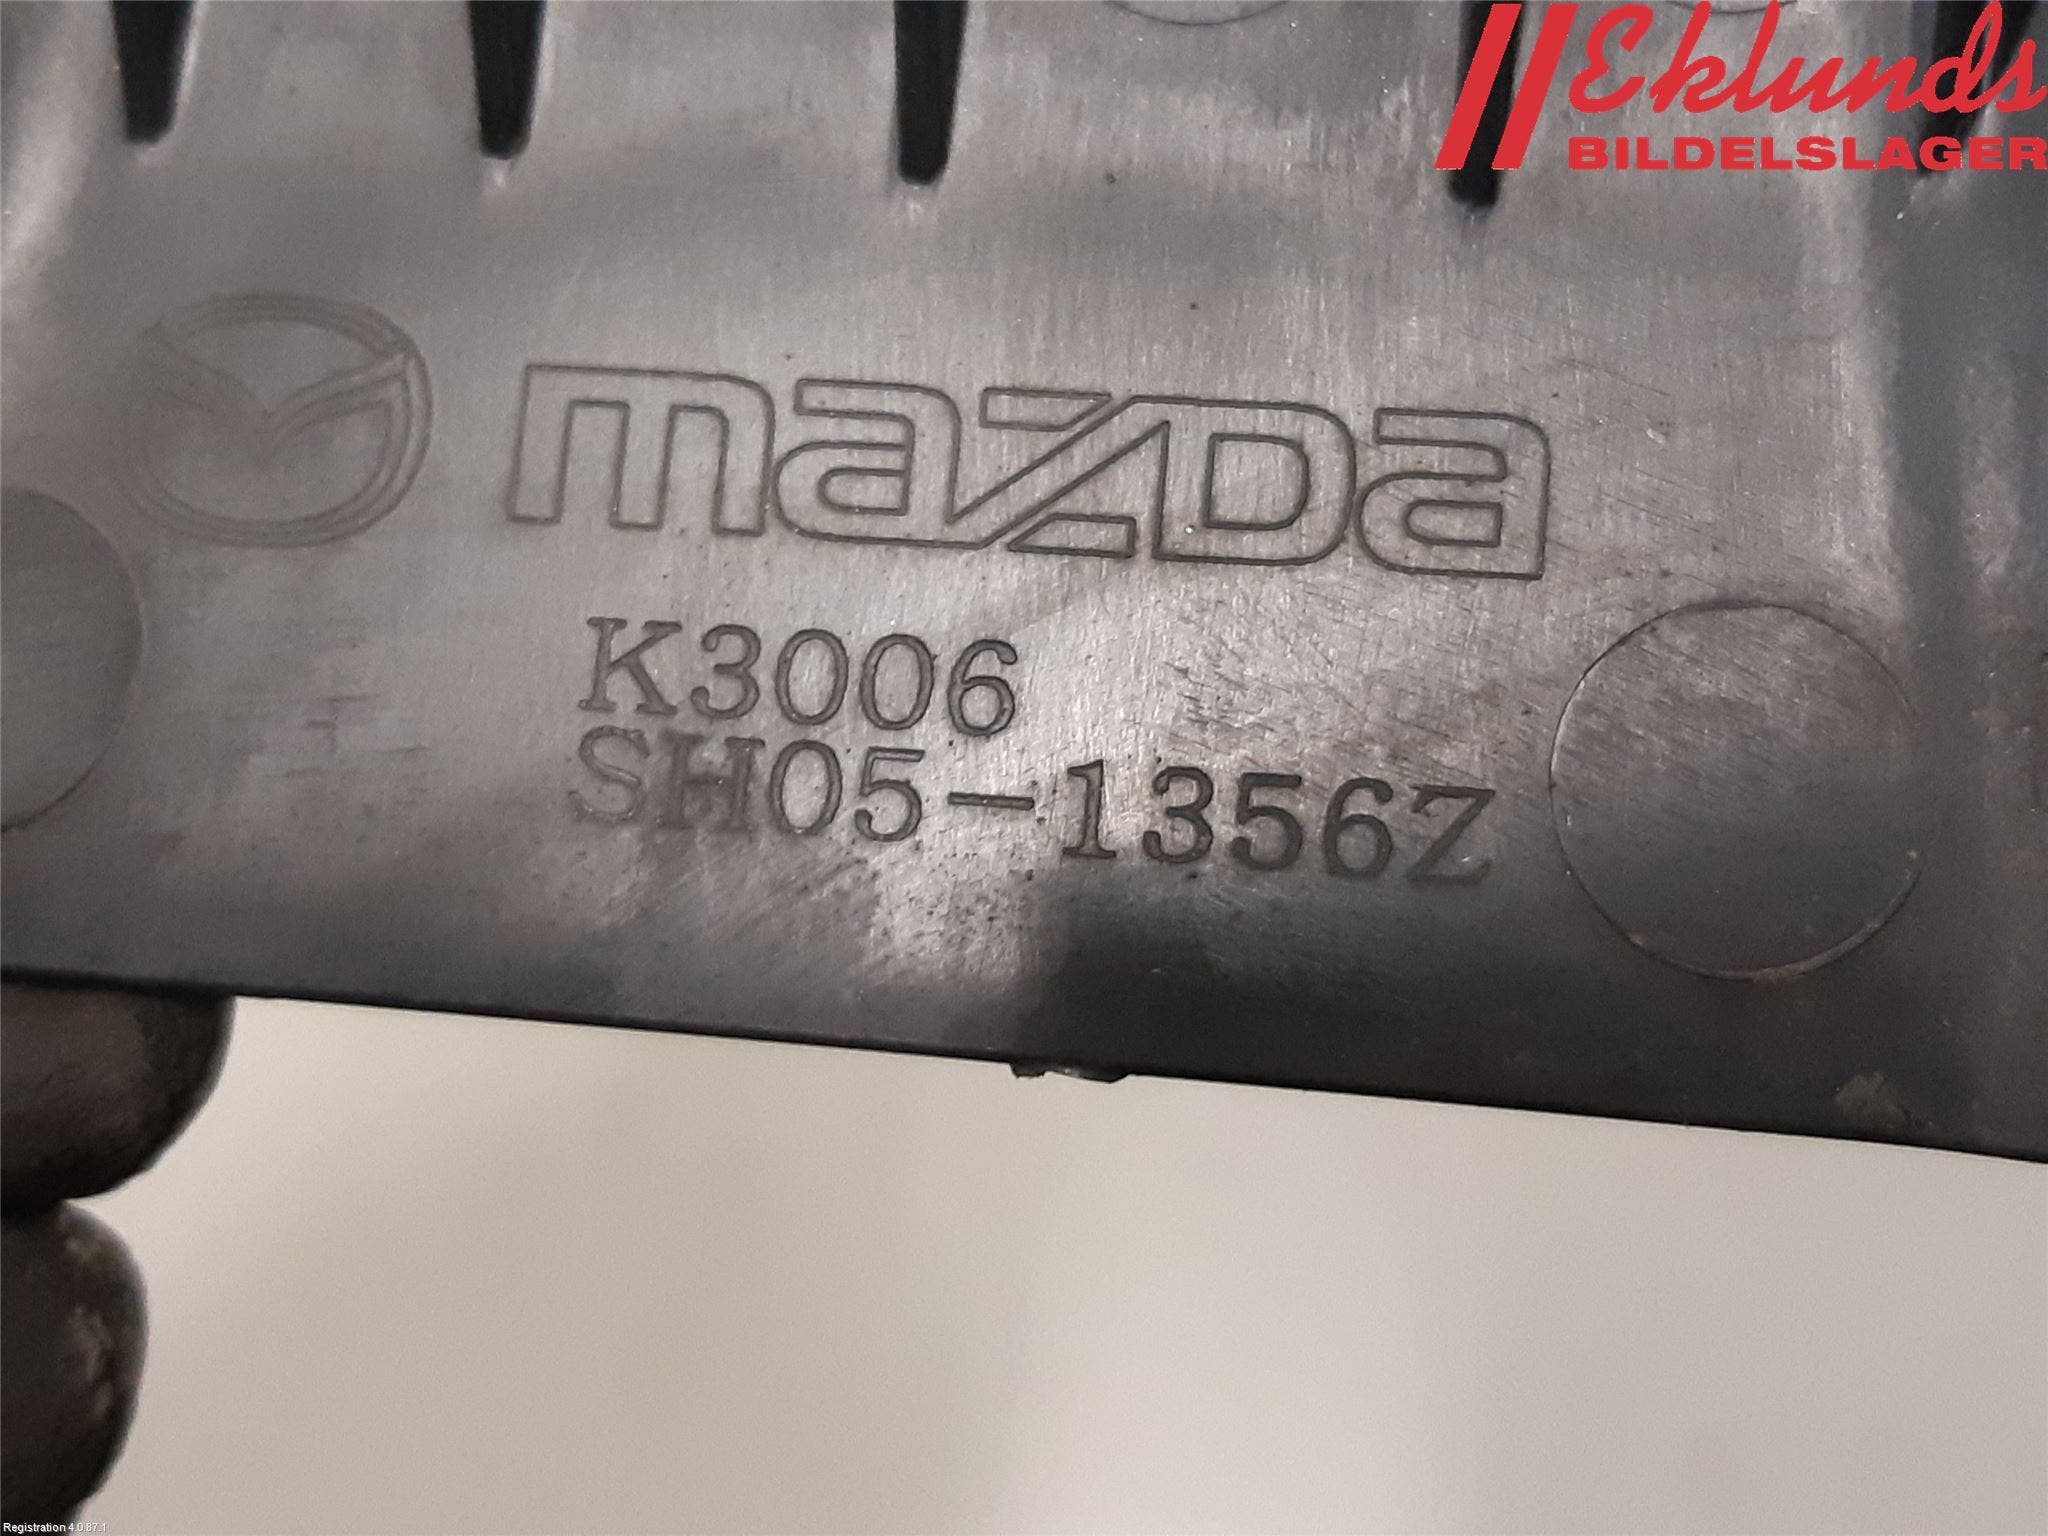 Eklunds
BILDELSLAGER
mazDa
K3006
SH05-1356Z
Registration 4.0.87.1